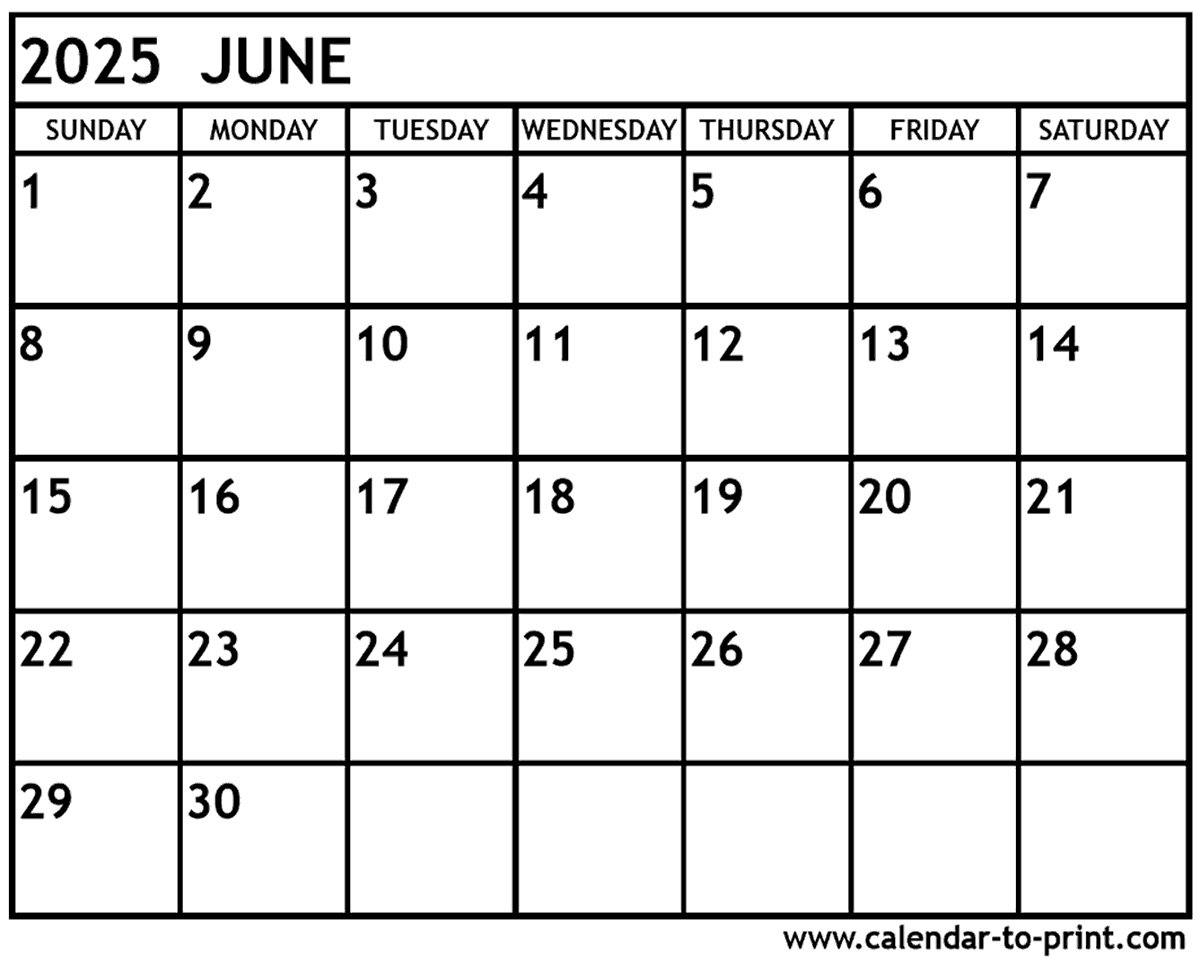 2025 JUNE
SUNDAY MONDAY TUESDAY WEDNESDAY THURSDAY FRIDAY SATURDAY
1 2 3 4 5 6 7
8 9 10 11 12 13 14
15 16 17 18 19 20 21
22 23 24 25 26 27 28
29 30
www.calendar-to-print.com